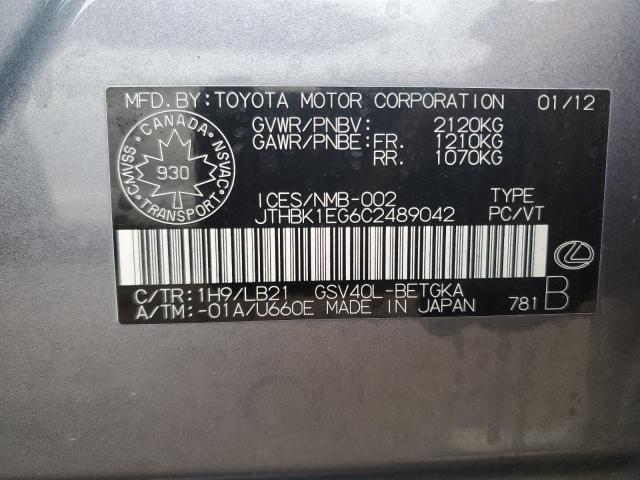 MFD. BY: TOYOTA MOTOR CORPORATION 01/12
GVWR/PNBV: 2120KG
GAWR/PNBE: FR. 1210KG
RR. 1070KG
CANADA
CMVSS 930 NSVAC
TRANSPORT
ICES/NMB-002 TYPE
JTHBK1EG6C2489042 PC/VT
C/TR: 1H9/LB21 GSV40L-BETGKA
A/TM: -01A/U660E MADE IN JAPAN 781 B